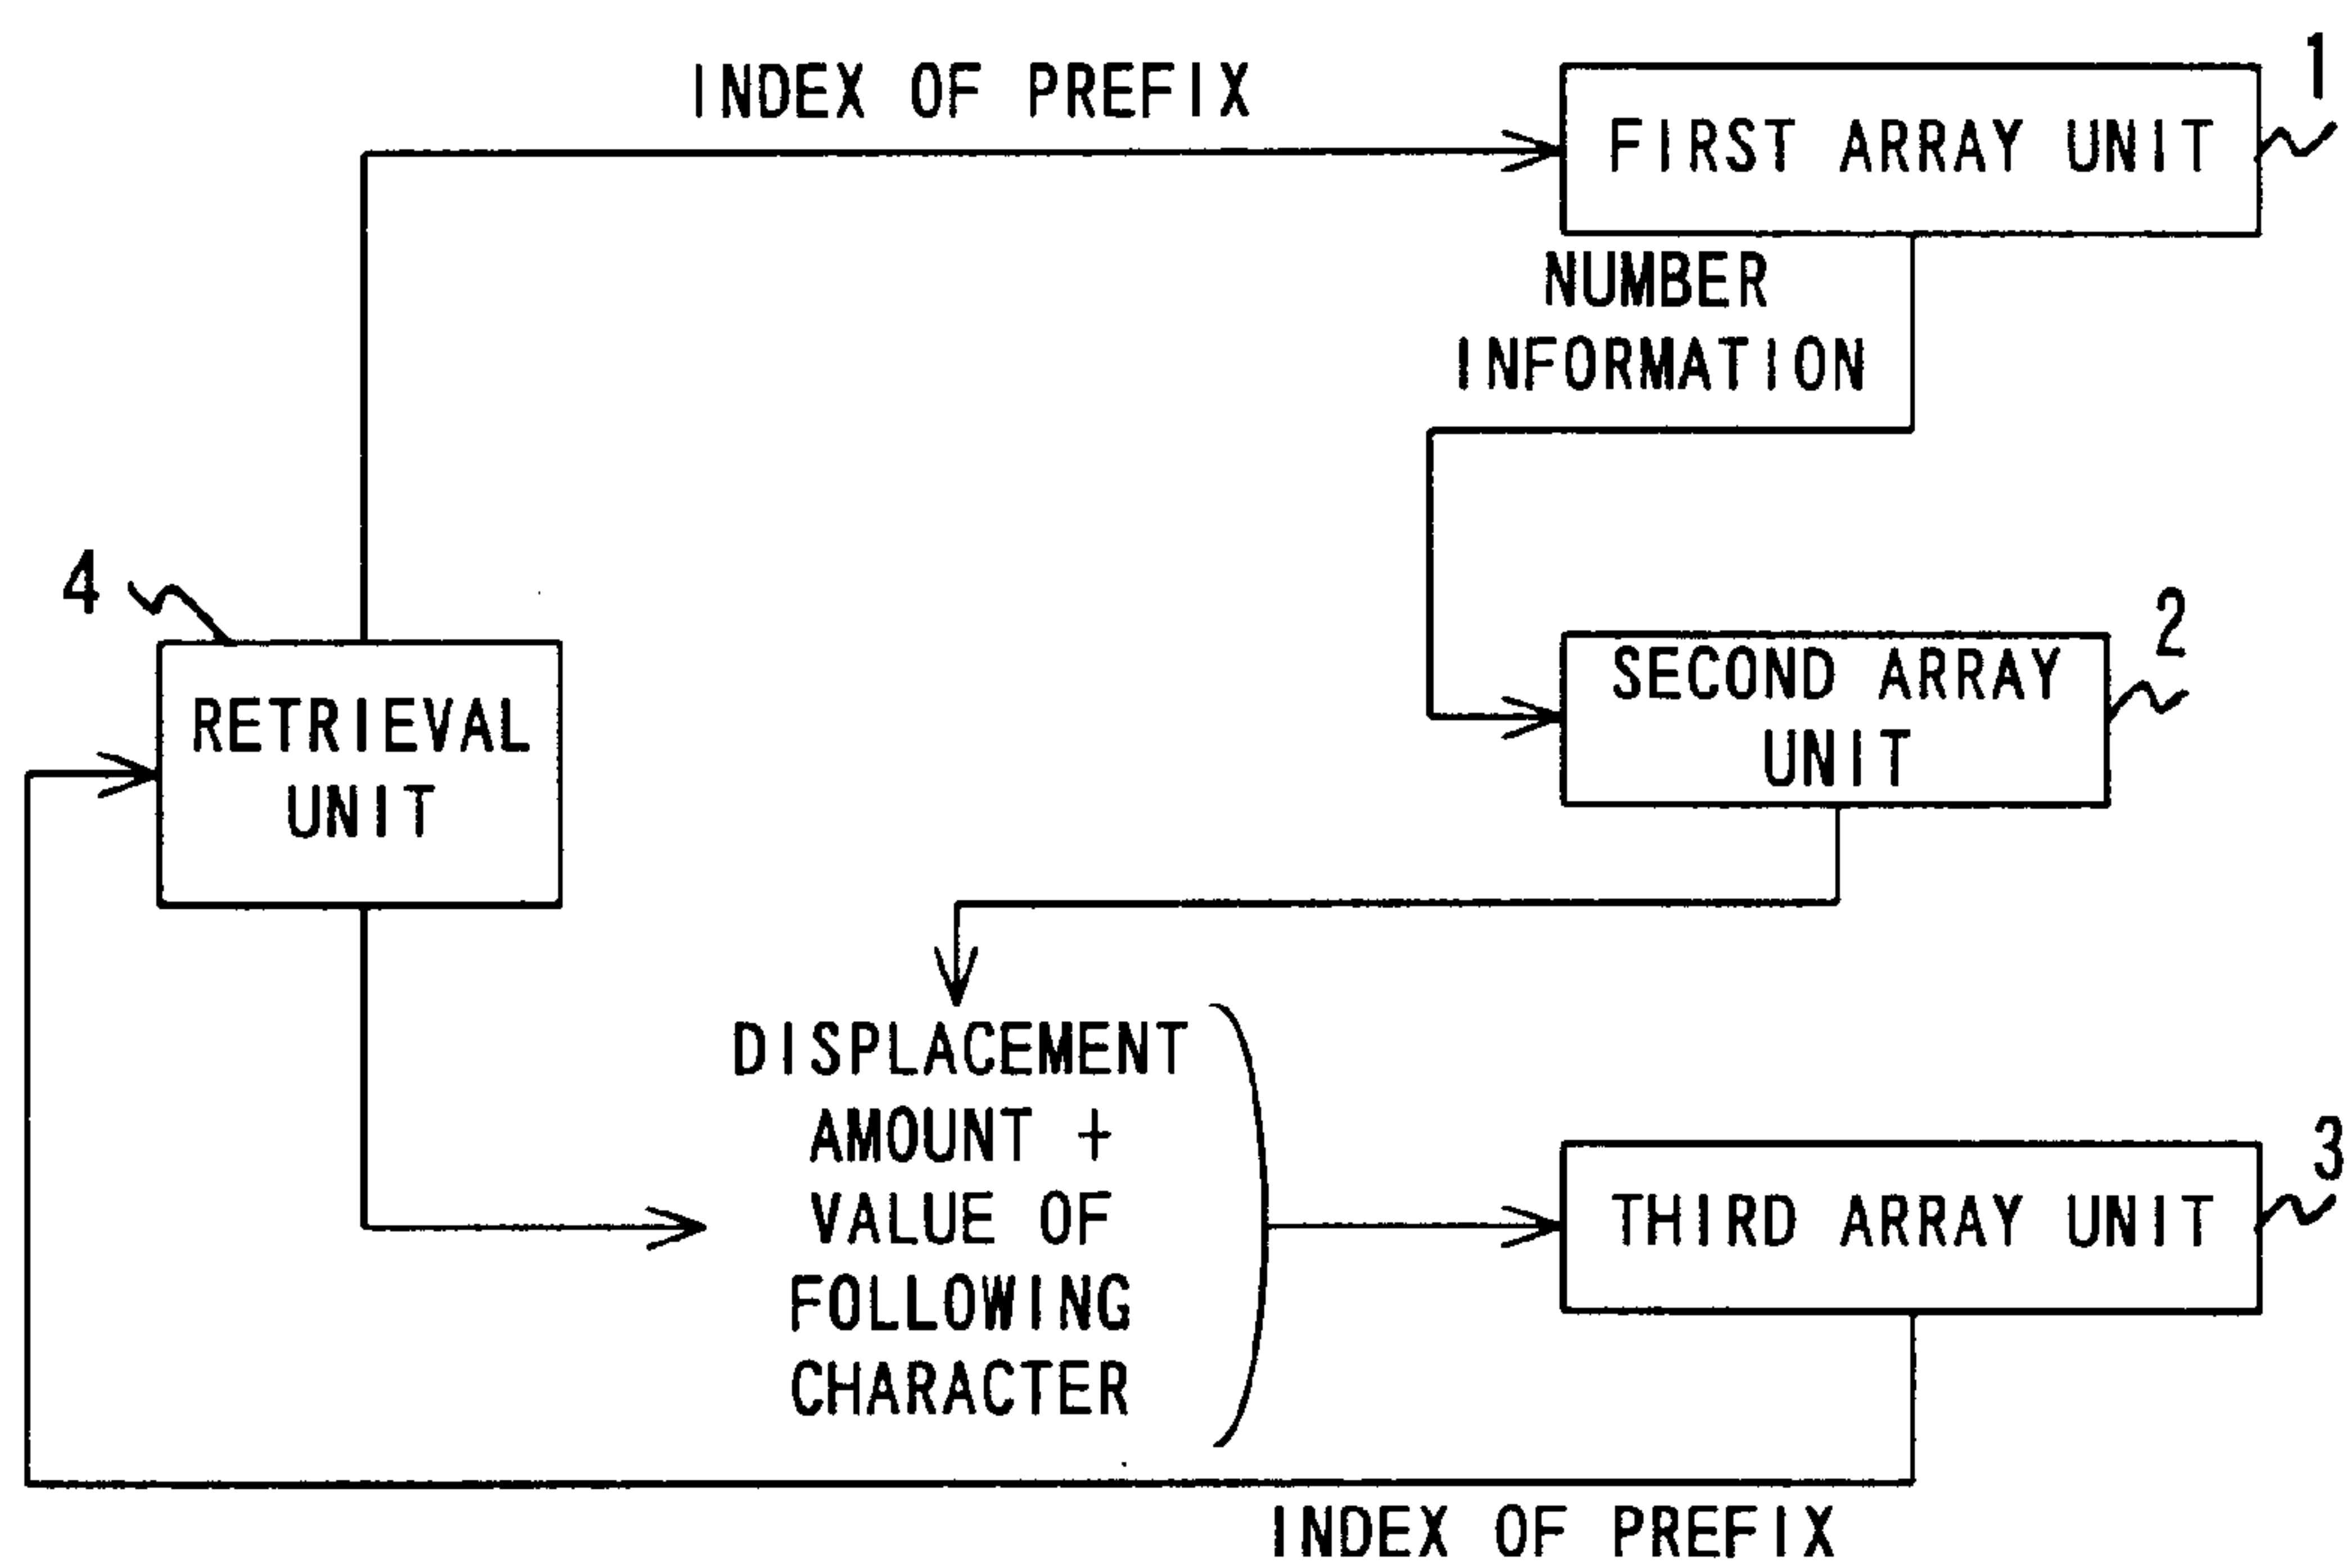 INDEX OF PREFIX
1
FIRST ARRAY UNIT
NUMBER
INFORMATION
4
2
RETRIEVAL
UNIT
SECOND ARRAY
UNIT
DISPLACEMENT
AMOUNT +
VALUE OF
FOLLOWING
CHARACTER
3
THIRD ARRAY UNIT
INDEX OF PREFIX